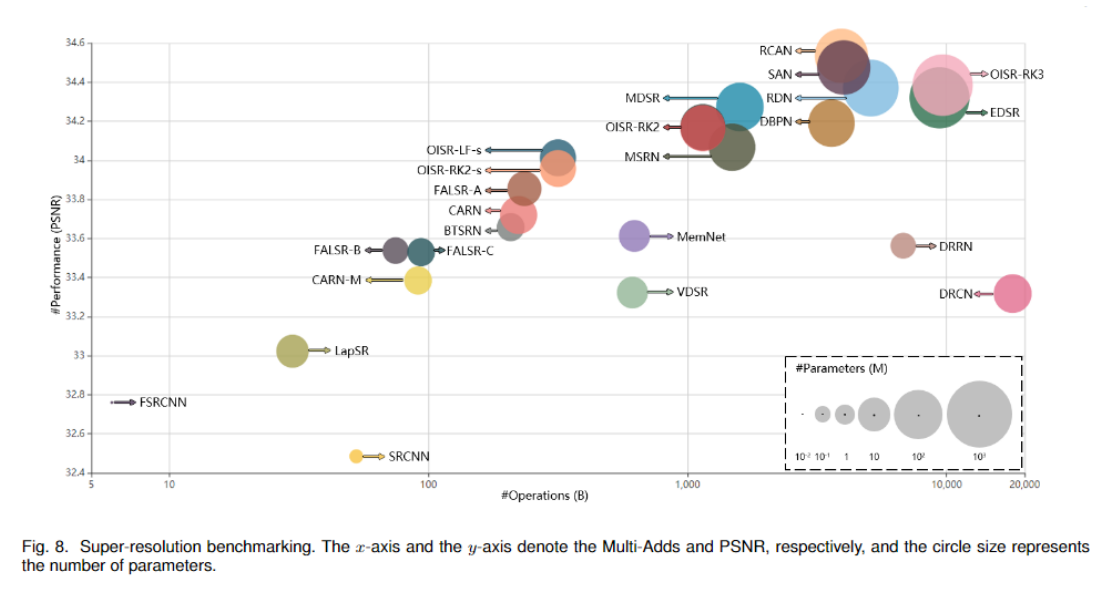 34.6
34.4
34.2
34
33.8
33.6
33.4
33.2
33
32.8
32.6
32.4
#Performance (PSNR)
RCAN
SAN
OISR-RK3
MDSR
RDN
EDSR
OISR-RK2
DBPN
MSRN
OISR-LF-s
OISR-RK2-s
FALSR-A
CARN
BTSRN
MemNet
FALSR-B
FALSR-C
DRRN
CARN-M
VDSR
DRCN
LapSR
FSRCNN
SRCNN
#Parameters (M)
10⁻² 10⁻¹ 1 10 10² 10³
5 10 100 1,000 10,000 20,000
#Operations (B)
Fig. 8. Super-resolution benchmarking. The x-axis and the y-axis denote the Multi-Adds and PSNR, respectively, and the circle size represents
the number of parameters.